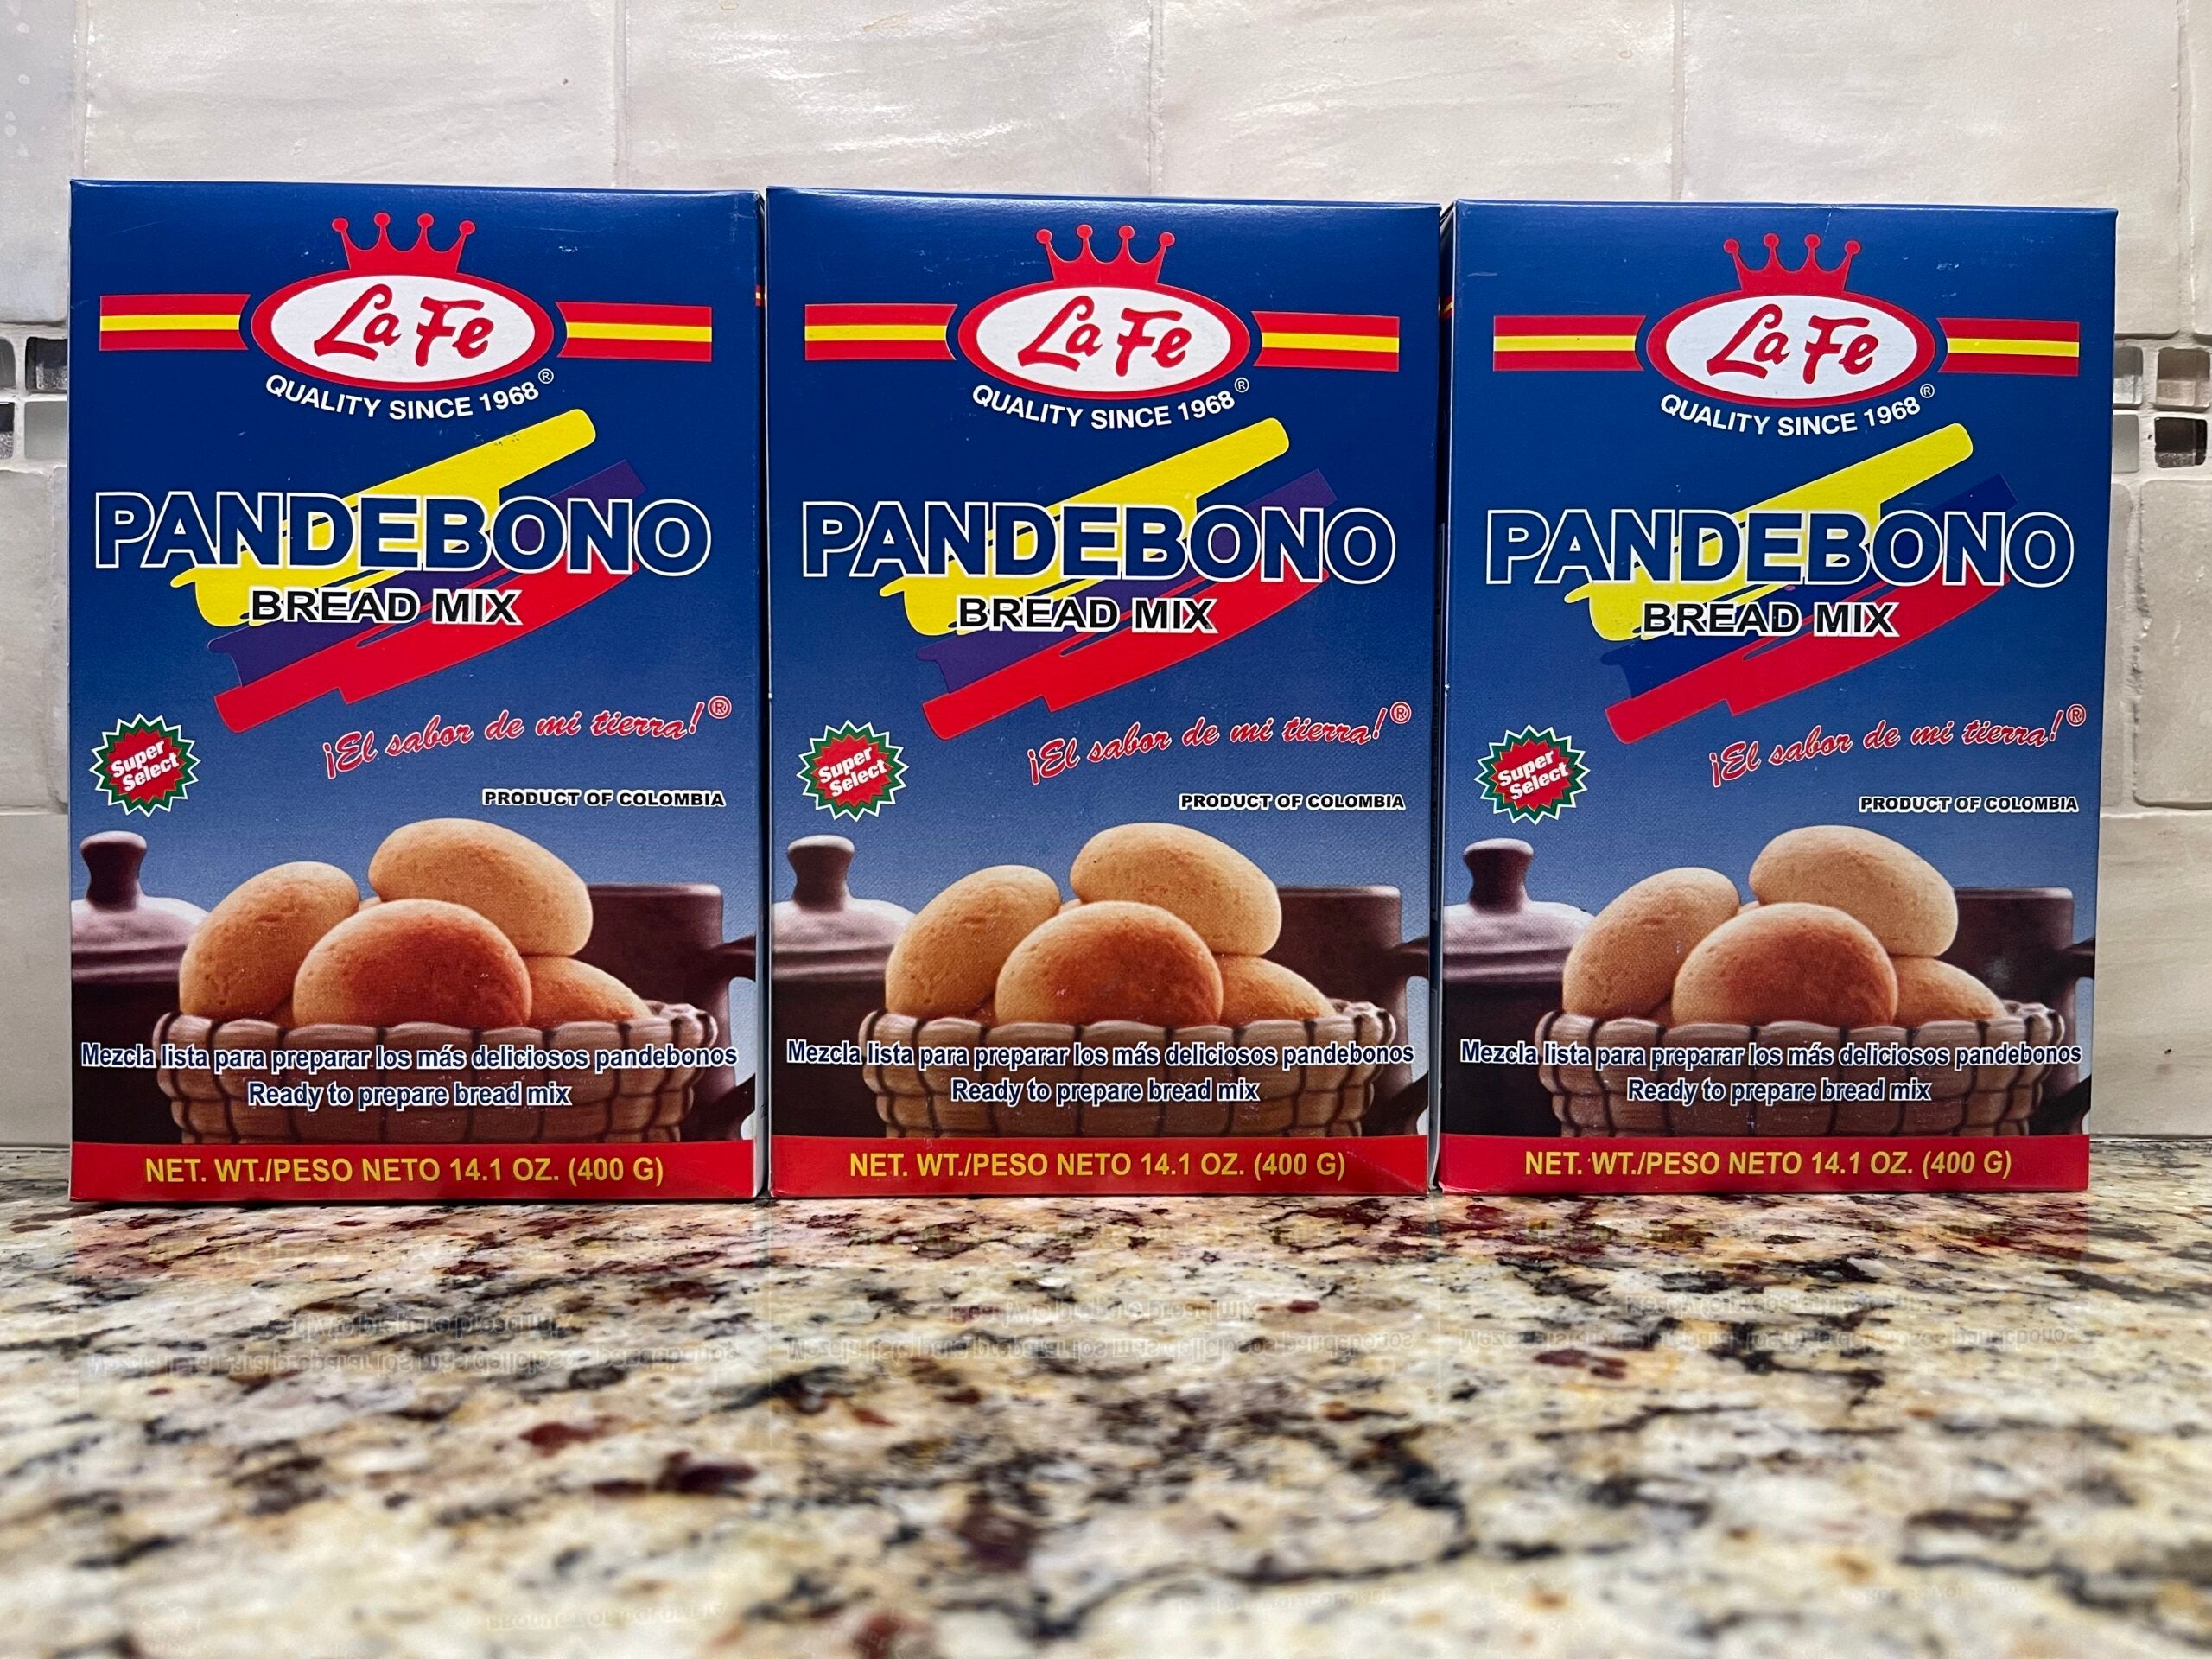 La Fe
QUALITY SINCE 1968®
PANDEBONO
BREAD MIX
¡El sabor de mi tierra!®
Super
Select
PRODUCT OF COLOMBIA
Mezcla lista para preparar los más deliciosos pandebonos
Ready to prepare bread mix
NET. WT./PESO NETO 14.1 OZ. (400 G)
La Fe
QUALITY SINCE 1968®
PANDEBONO
BREAD MIX
¡El sabor de mi tierra!®
Super
Select
PRODUCT OF COLOMBIA
Mezcla lista para preparar los más deliciosos pandebonos
Ready to prepare bread mix
NET. WT./PESO NETO 14.1 OZ. (400 G)
La Fe
QUALITY SINCE 1968®
PANDEBONO
BREAD MIX
¡El sabor de mi tierra!®
Super
Select
PRODUCT OF COLOMBIA
Mezcla lista para preparar los más deliciosos pandebonos
Ready to prepare bread mix
NET. WT./PESO NETO 14.1 OZ. (400 G)